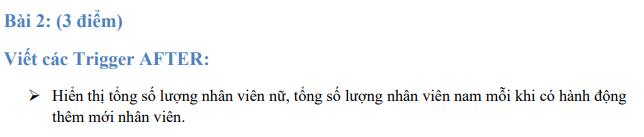 Bài 2: (3 điểm)
Viết các Trigger AFTER:
➢ Hiển thị tổng số lượng nhân viên nữ, tổng số lượng nhân viên nam mỗi khi có hành động
thêm mới nhân viên.